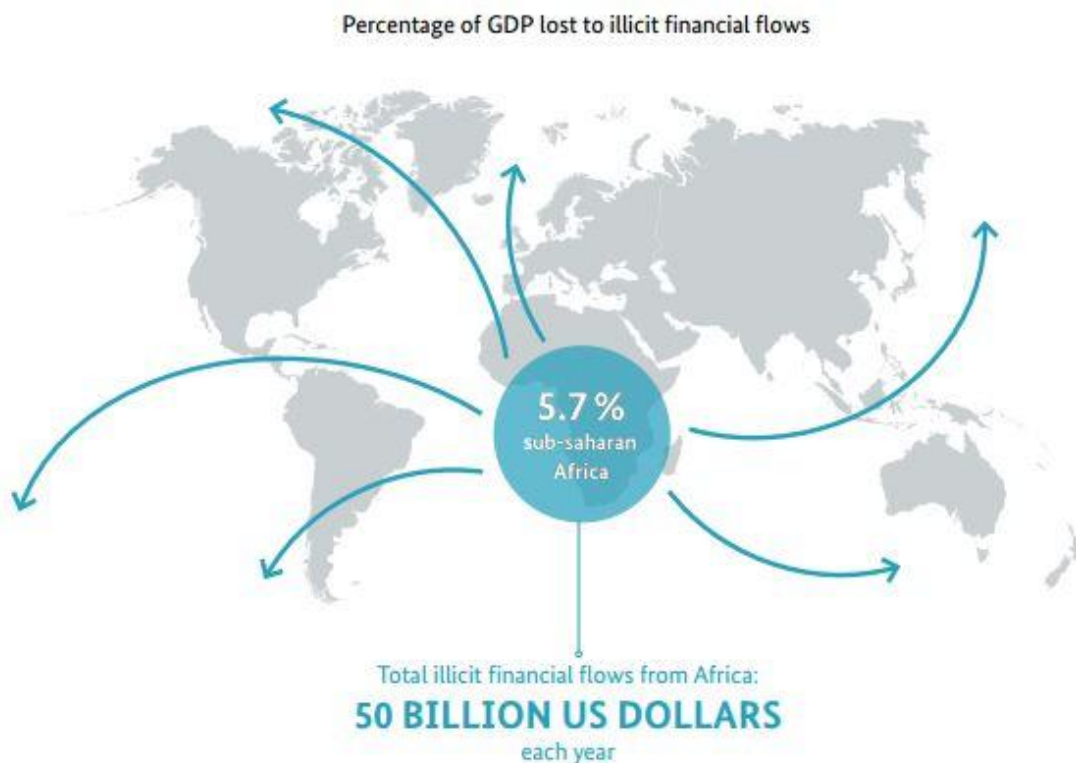 Percentage of GDP lost to illicit financial flows
5.7 %
sub-saharan
Africa
Total illicit financial flows from Africa:
50 BILLION US DOLLARS
each year